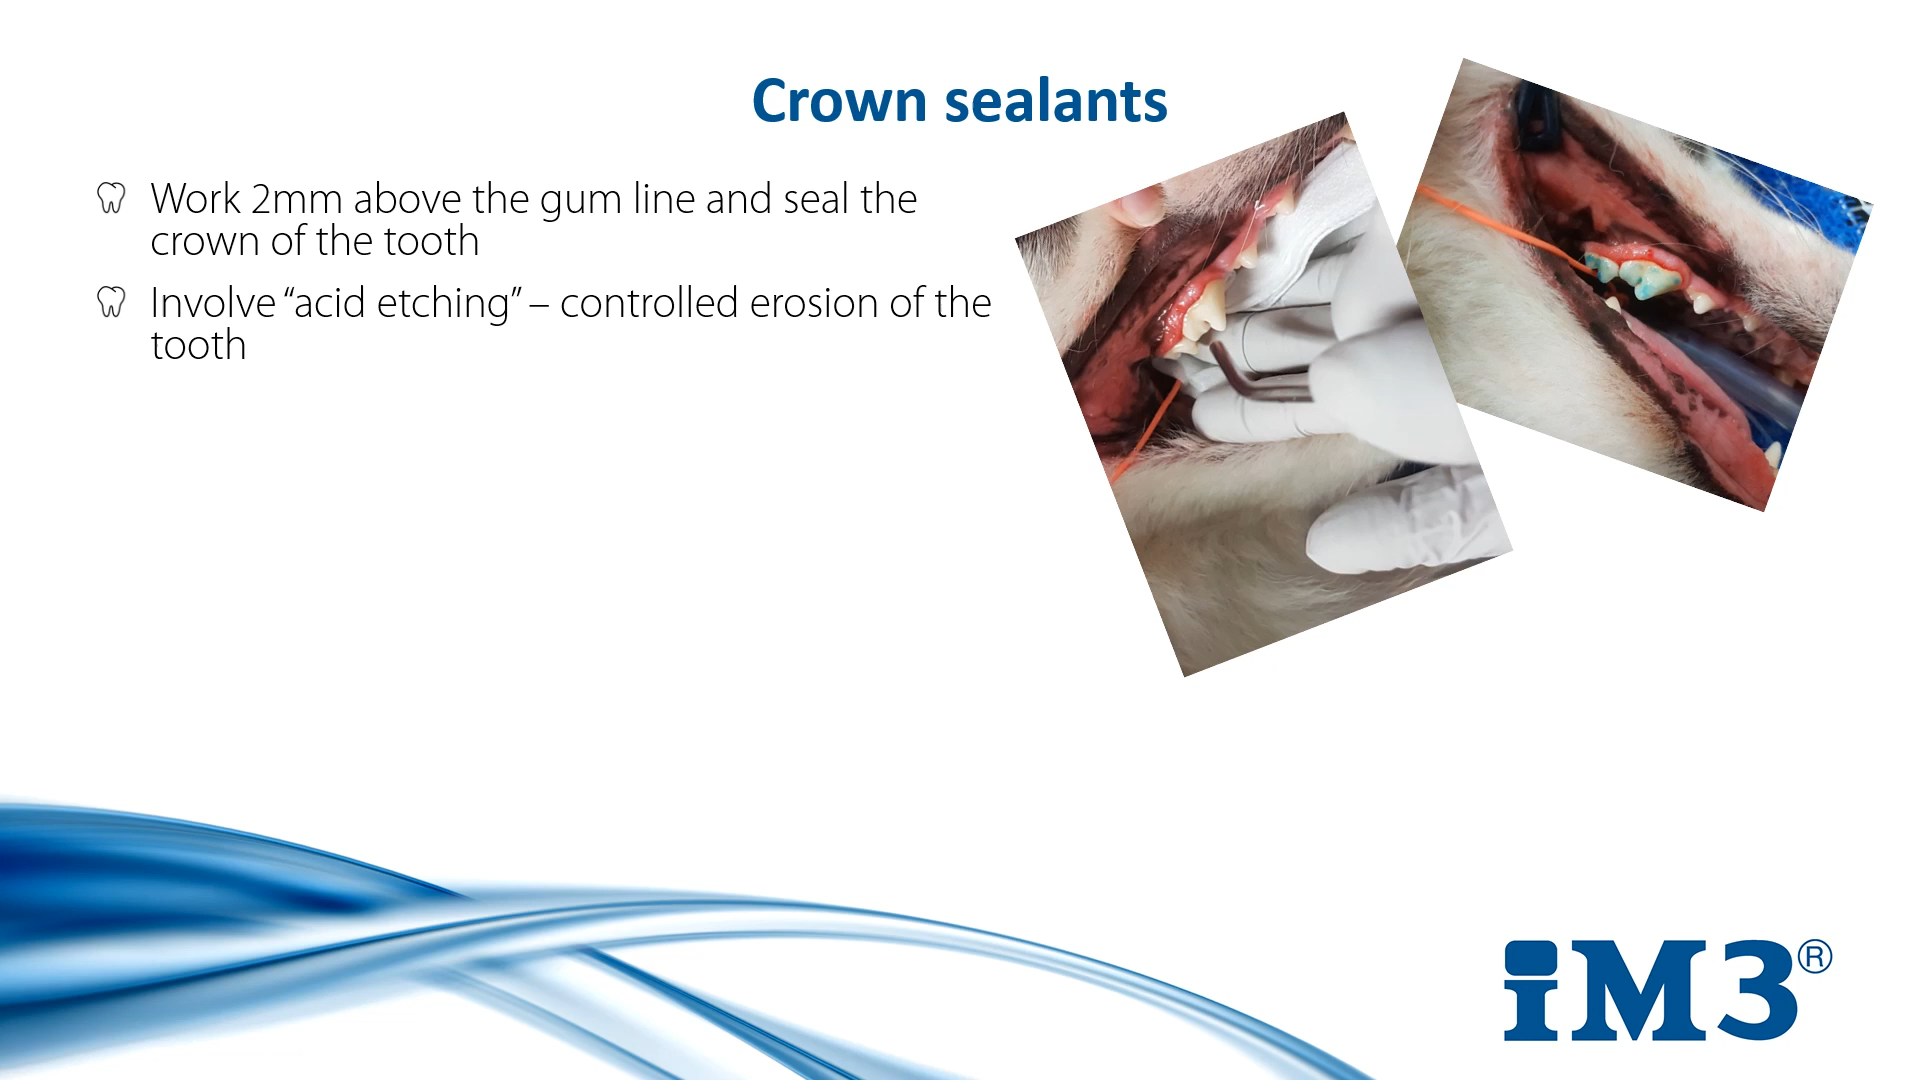 Crown sealants
Work 2mm above the gum line and seal the
crown of the tooth
Involve “acid etching” – controlled erosion of the
tooth
iM3®